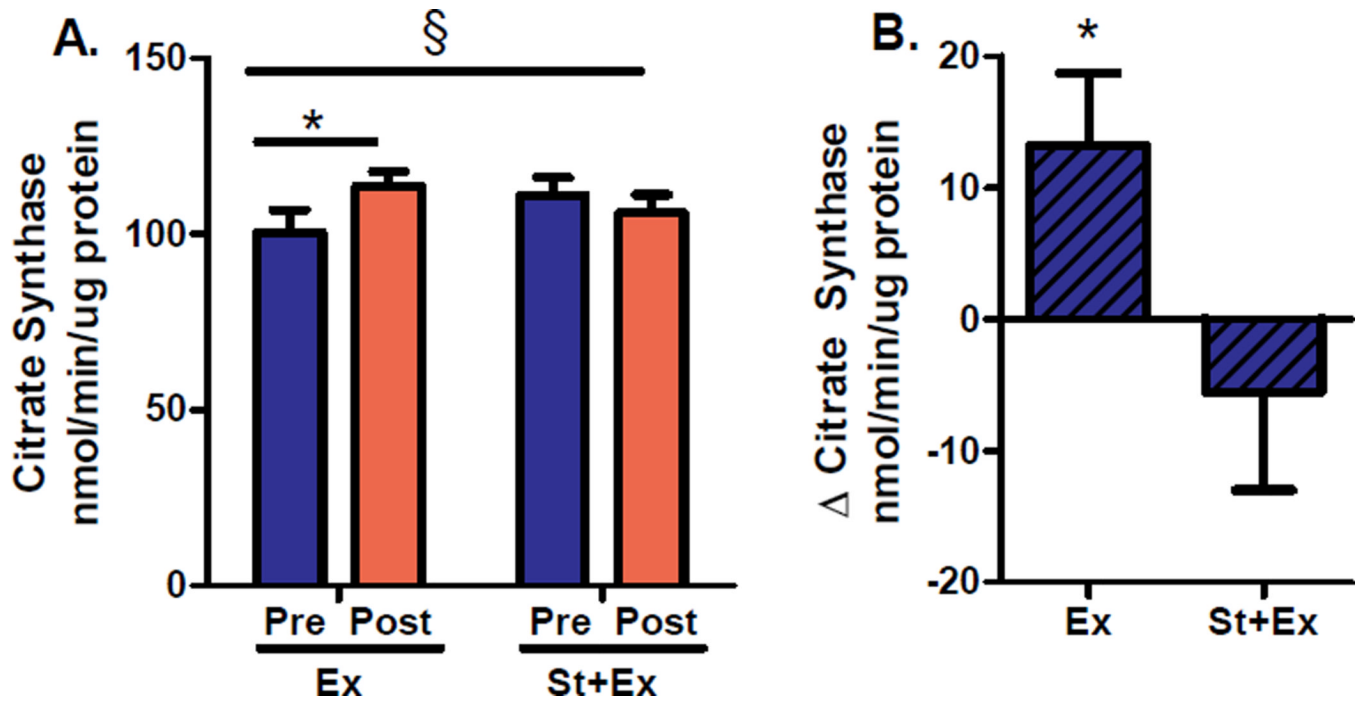 A.
§
*
Citrate Synthase
nmol/min/ug protein
150
100
50
0
Pre Post Pre Post
Ex St+Ex
B.
*
Δ Citrate Synthase
nmol/min/ug protein
20
10
0
-10
-20
Ex St+Ex